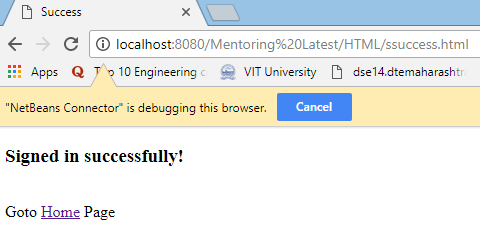 Success
localhost:8080/Mentoring%20Latest/HTML/ssuccess.html
Apps Top 10 Engineering c VIT University dse14.dtemaharashtr
"NetBeans Connector" is debugging this browser. Cancel
Signed in successfully!
Goto Home Page